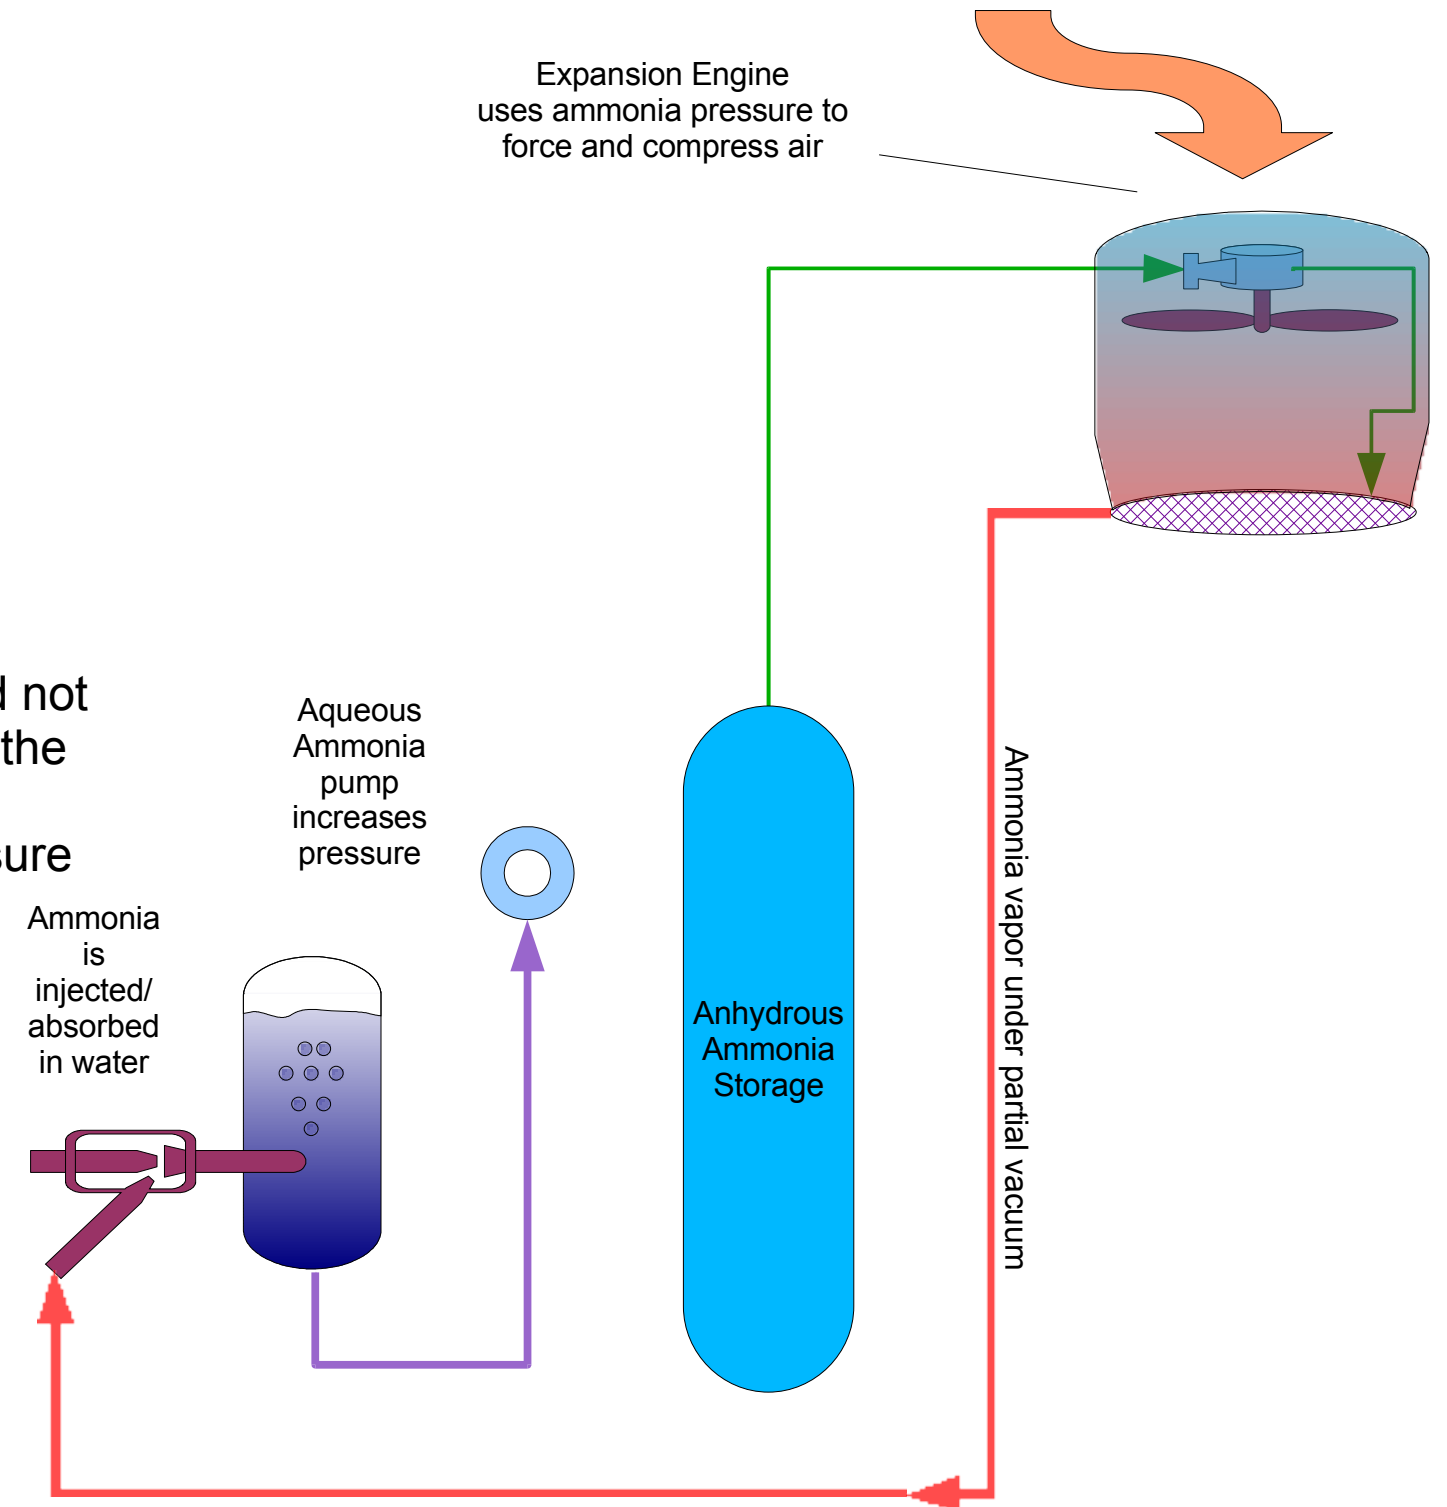 Expansion Engine
uses ammonia pressure to
force and compress air
not
the
Aqueous
Ammonia
pump
increases
pressure
Ammonia
is
injected/
absorbed
in water
Anhydrous
Ammonia
Storage
Ammonia vapor under partial vacuum